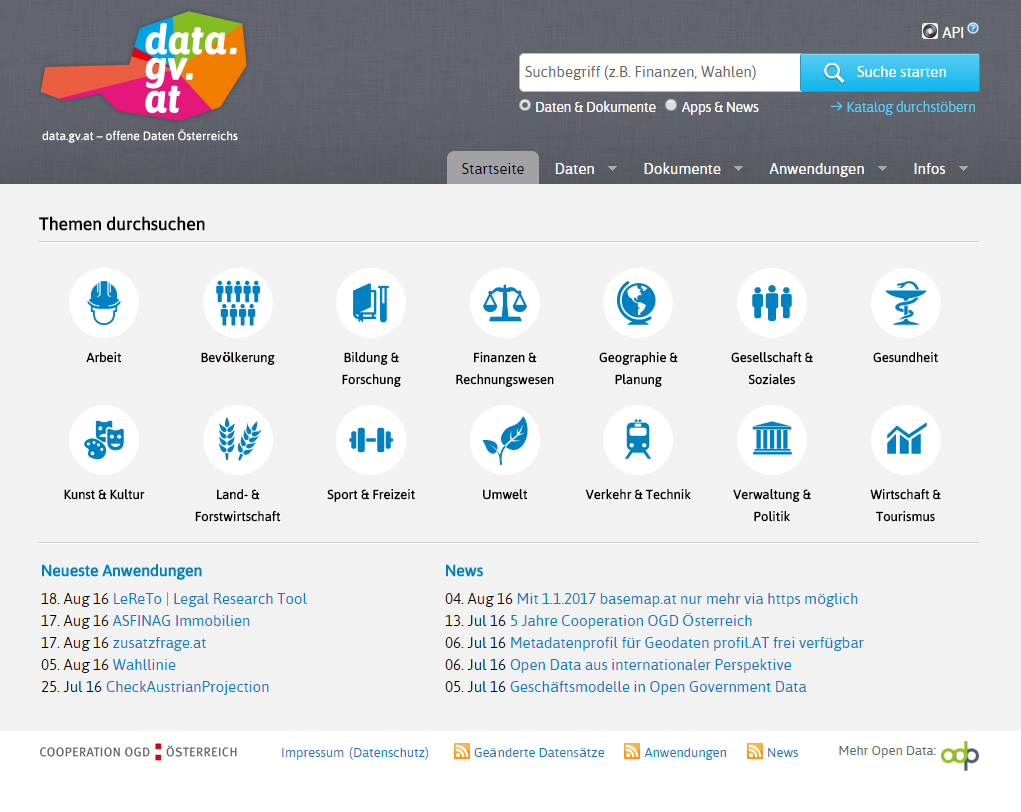 data.
gv.
at
data.gv.at – offene Daten Österreichs
API ?
Suchbegriff (z.B. Finanzen, Wahlen) Suche starten
Daten & Dokumente Apps & News → Katalog durchstöbern
Startseite Daten Dokumente Anwendungen Infos
Themen durchsuchen
Arbeit
Bevölkerung
Bildung &
Forschung
Finanzen &
Rechnungswesen
Geographie &
Planung
Gesellschaft &
Soziales
Gesundheit
Kunst & Kultur
Land- &
Forstwirtschaft
Sport & Freizeit
Umwelt
Verkehr & Technik
Verwaltung &
Politik
Wirtschaft &
Tourismus
Neueste Anwendungen
18. Aug 16 LeReTo | Legal Research Tool
17. Aug 16 ASFINAG Immobilien
17. Aug 16 zusatzfrage.at
05. Aug 16 Wahllinie
25. Jul 16 CheckAustrianProjection
News
04. Aug 16 Mit 1.1.2017 basemap.at nur mehr via https möglich
13. Jul 16 5 Jahre Cooperation OGD Österreich
06. Jul 16 Metadatenprofil für Geodaten profil.AT frei verfügbar
06. Jul 16 Open Data aus internationaler Perspektive
05. Jul 16 Geschäftsmodelle in Open Government Data
COOPERATION OGD ÖSTERREICH Impressum (Datenschutz) Geänderte Datensätze Anwendungen News Mehr Open Data: odp